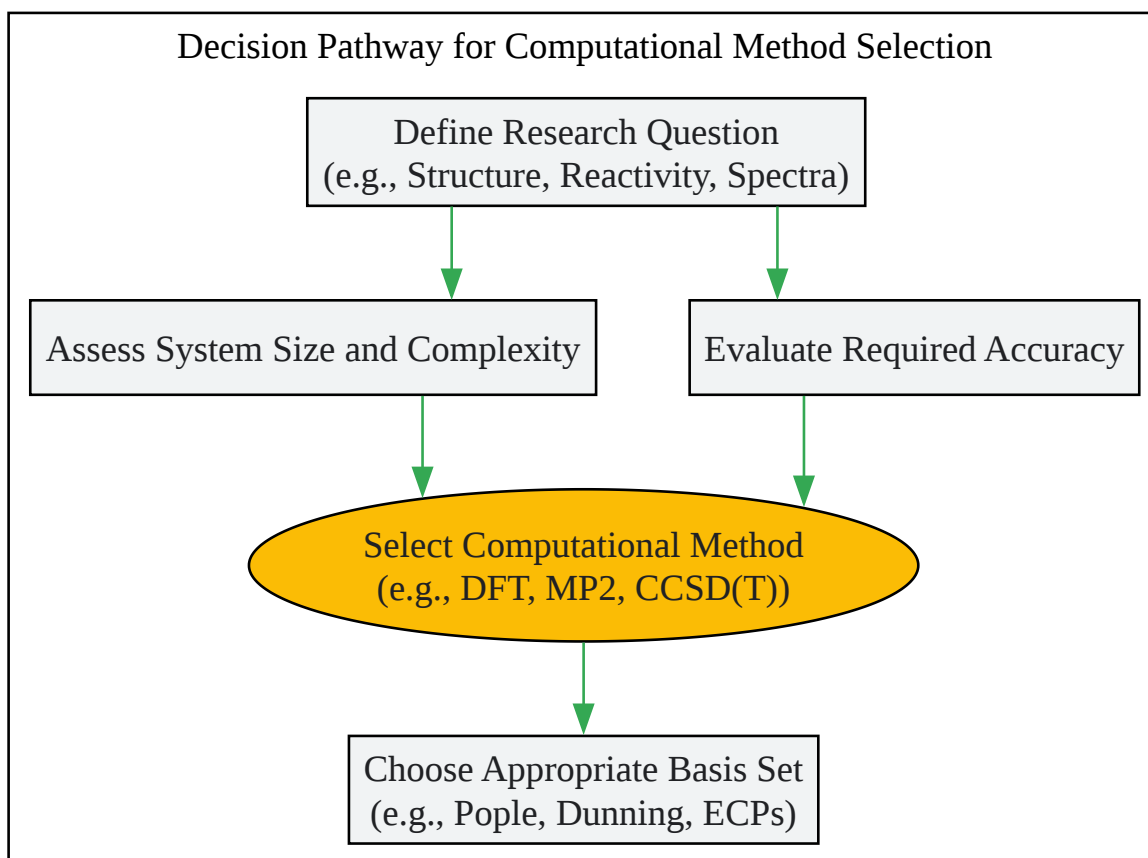 Decision Pathway for Computational Method Selection
Define Research Question
(e.g., Structure, Reactivity, Spectra)
Assess System Size and Complexity
Evaluate Required Accuracy
Select Computational Method
(e.g., DFT, MP2, CCSD(T))
Choose Appropriate Basis Set
(e.g., Pople, Dunning, ECPs)